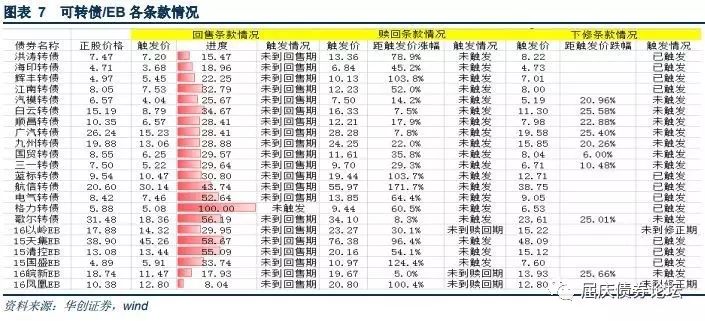 图表 7 可转债/EB 各条款情况
回售条款情况 赎回条款情况 下修条款情况
债券名称 正股价格 触发价 进度 触发情况 触发价 距触发价涨幅 触发情况 触发价 距触发价跌幅 触发情况
洪涛转债 7.47 7.20 15.47 未到回售期 13.36 78.9% 未触发 8.22 已触发
海印转债 4.71 3.68 18.96 未到回售期 6.84 45.2% 未触发 4.73 已触发
辉丰转债 4.97 5.45 22.25 未到回售期 10.13 103.8% 未触发 7.01 已触发
江南转债 8.05 7.53 32.79 未到回售期 12.23 52.0% 未触发 8.00 已触发
汽模转债 6.57 4.04 25.67 未到回售期 7.50 14.2% 未触发 5.19 20.96% 未触发
白云转债 15.19 8.79 34.67 未到回售期 16.33 7.5% 未触发 11.30 25.58% 未触发
顺昌转债 10.35 6.57 28.41 未到回售期 12.21 17.9% 未触发 7.98 22.88% 未触发
广汽转债 26.24 15.23 28.41 未到回售期 28.28 7.8% 未触发 19.58 25.40% 未触发
九州转债 19.88 13.06 28.88 未到回售期 24.25 22.0% 未触发 15.85 20.26% 未触发
国贸转债 8.55 6.25 29.57 未到回售期 11.61 35.8% 未触发 8.04 6.00% 未触发
三一转债 7.50 5.22 29.64 未到回售期 9.70 29.3% 未触发 6.71 10.48% 未触发
蓝标转债 9.54 10.47 30.80 未到回售期 19.44 103.7% 未触发 12.71 已触发
航信转债 20.60 30.14 43.74 未到回售期 55.97 171.7% 未触发 38.75 已触发
电气转债 8.42 7.46 52.64 未到回售期 13.85 64.4% 未触发 9.05 已触发
格力转债 5.88 5.08 100.00 未触发 9.44 60.5% 未触发 6.53 已触发
歌尔转债 31.48 18.36 56.19 未到回售期 34.10 8.3% 未触发 23.61 25.01% 未触发
16以岭EB 17.88 14.32 29.95 未到回售期 23.27 30.1% 未到赎回期 15.22 未到修正期
15天集EB 38.90 45.26 58.67 未到回售期 76.38 96.4% 未触发 48.09 已触发
15清控EB 13.08 13.44 55.09 未到回售期 20.16 54.1% 未触发 15.12 已触发
15国盛EB 4.89 5.91 33.74 未到回售期 10.97 124.4% 未触发 7.60 已触发
16皖新EB 18.74 11.47 17.93 未到回售期 19.67 5.0% 未到赎回期 13.93 25.66% 未触发
16凤凰EB 10.38 12.80 8.04 未到回售期 20.80 100.4% 未到赎回期 12.80 未到修正期
资料来源：华创证券，wind
屈庆债券论坛